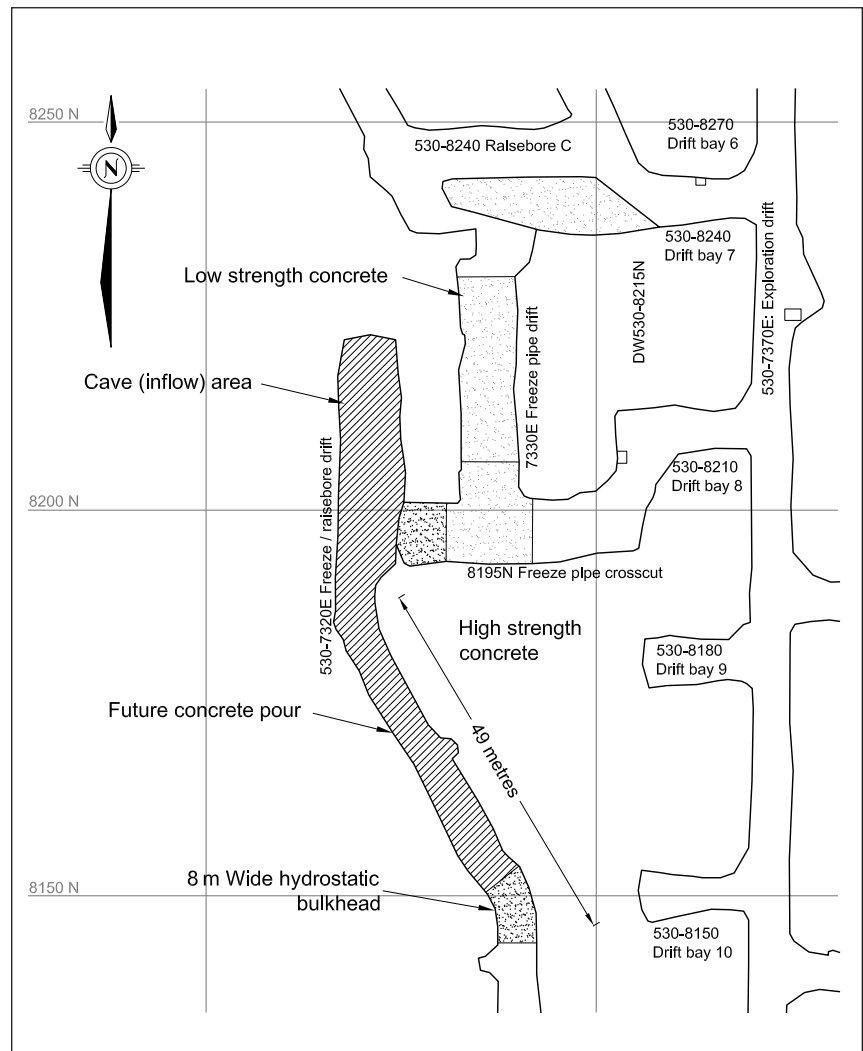 8250 N
530-8270
Drift bay 6
530-8240 Ralsebore C
N
530-8240
Drift bay 7
Low strength concrete
DW530-8215N
7330E Freeze pipe drift
530-7370E: Exploration drift
Cave (inflow) area
530-7320E Freeze / raisebore drift
530-8210
Drift bay 8
8200 N
8195N Freeze pipe crosscut
High strength
concrete
530-8180
Drift bay 9
Future concrete pour
49 metres
8 m Wide hydrostatic
bulkhead
8150 N
530-8150
Drift bay 10